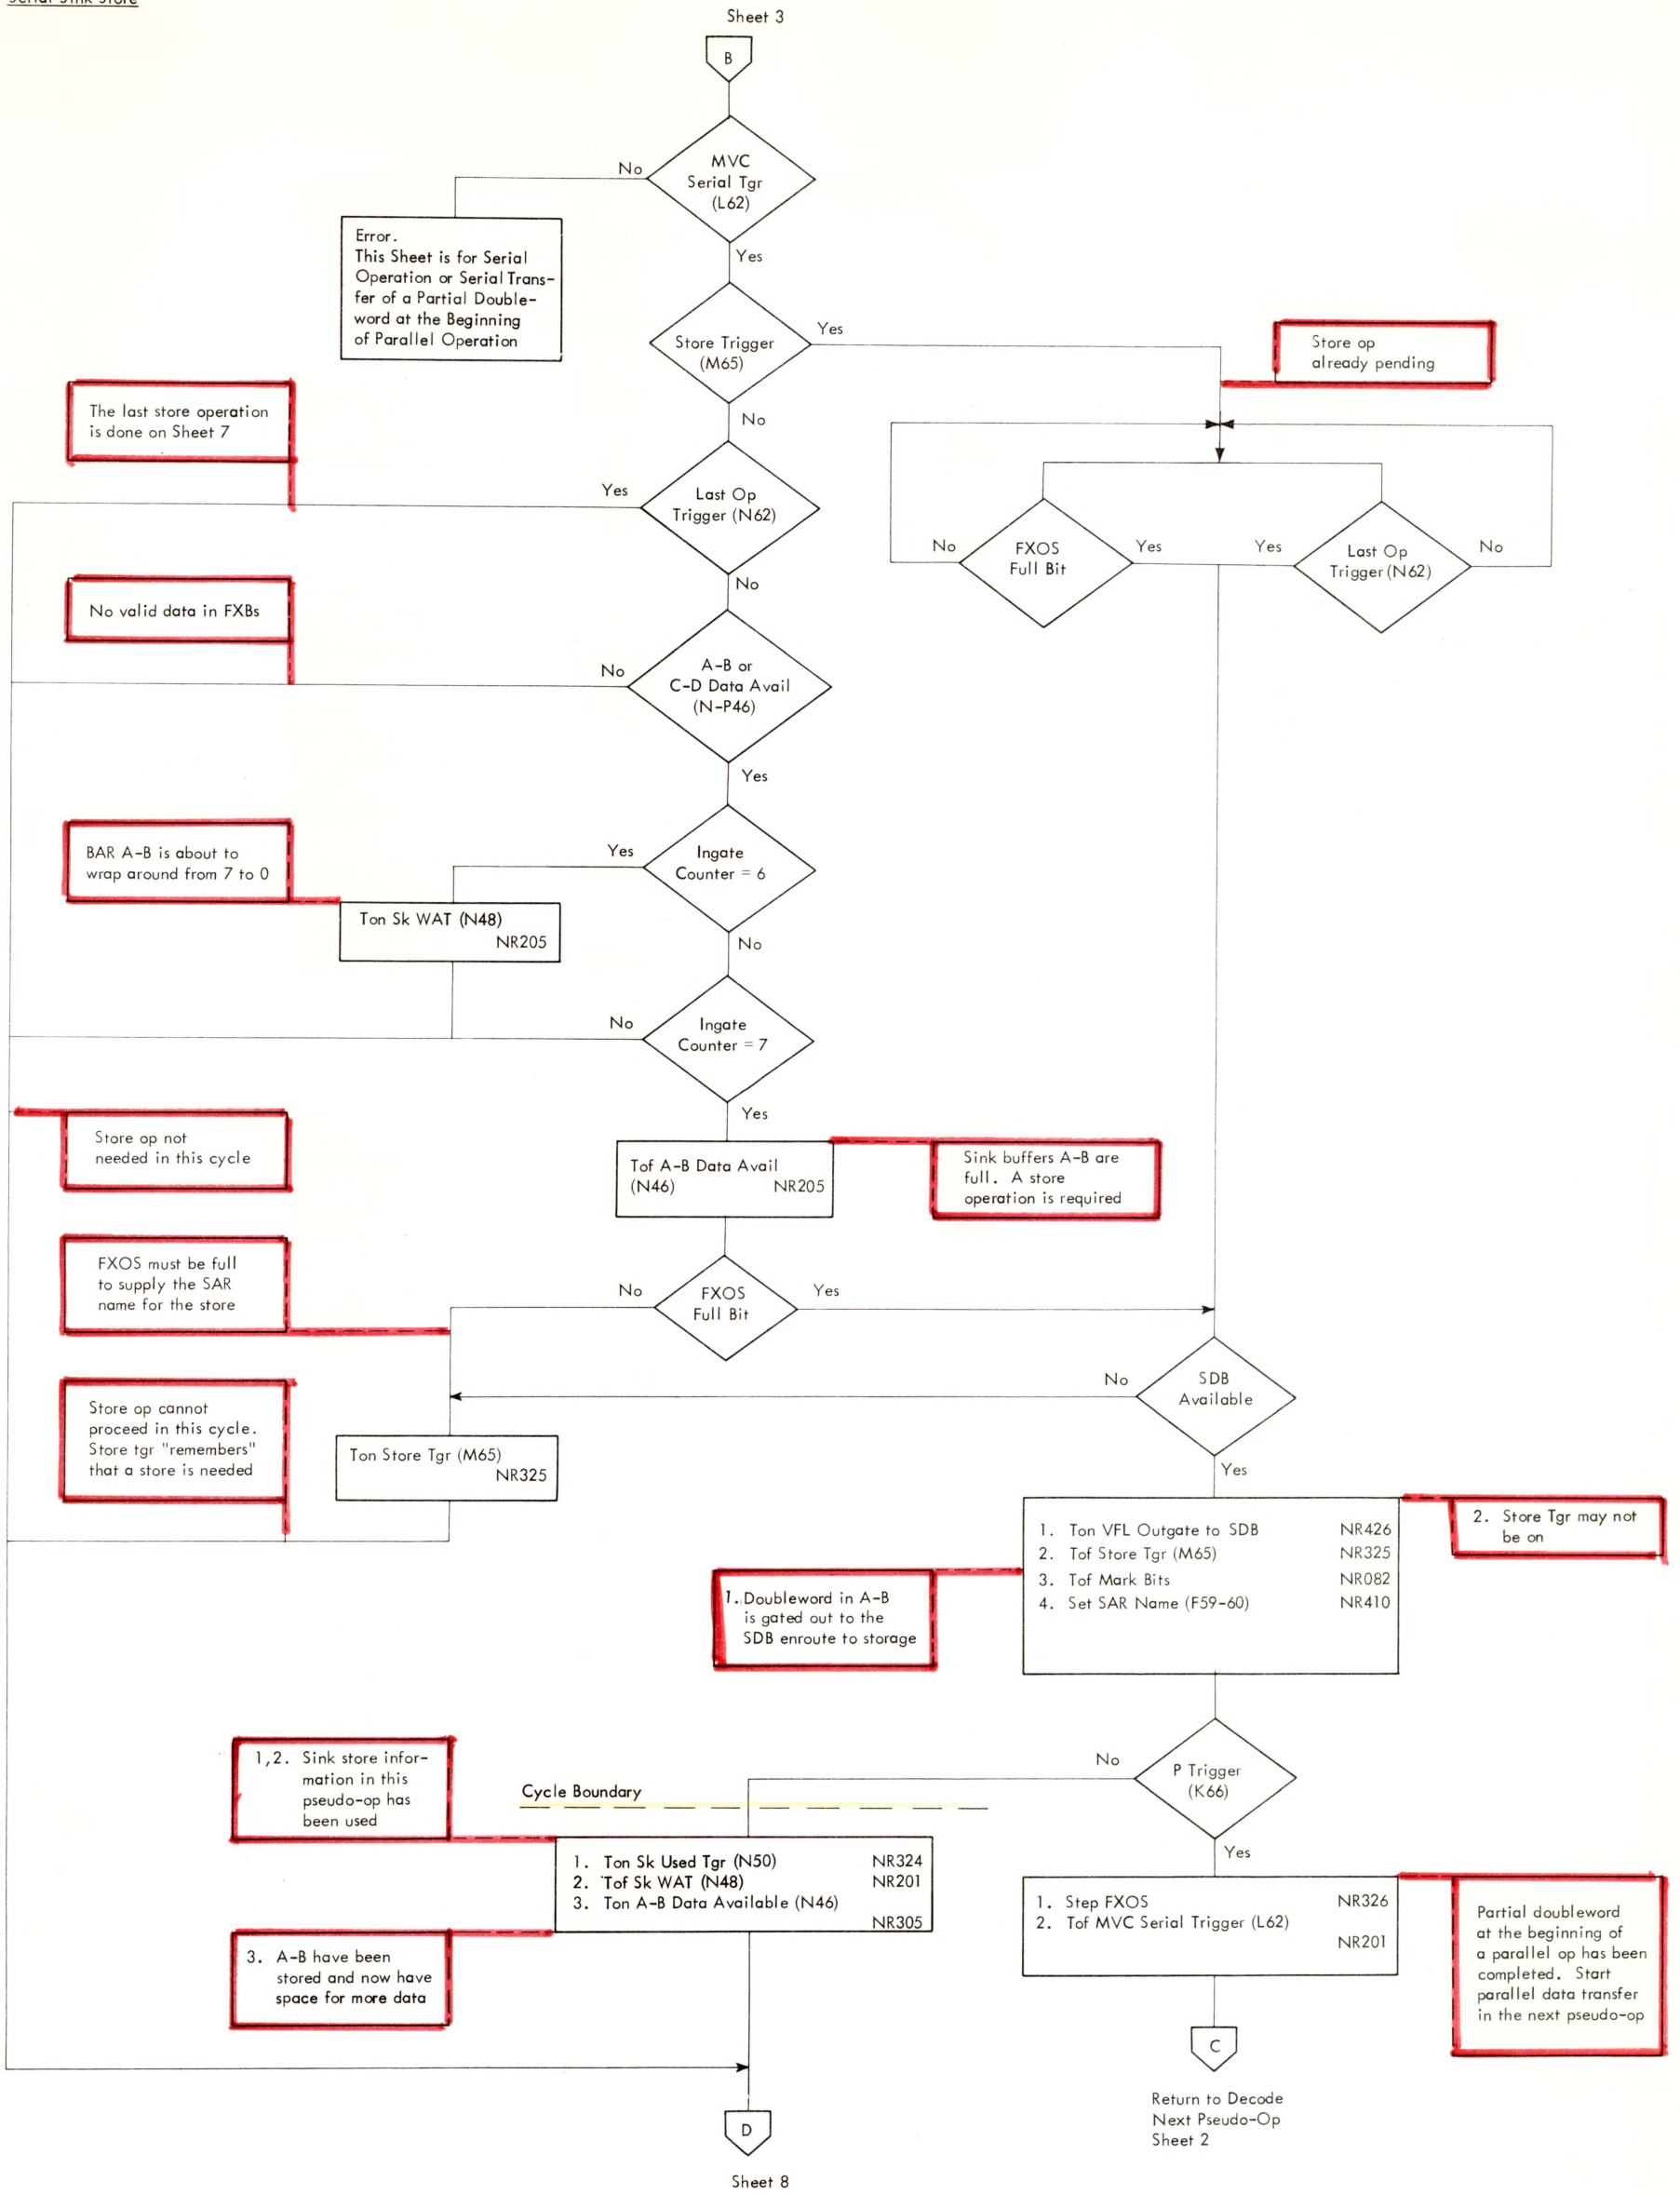 Serial Sink Store
Sheet 3
B
MVC
Serial Tgr
(L62)
No
Yes
Error.
This Sheet is for Serial
Operation or Serial Trans-
fer of a Partial Double-
word at the Beginning
of Parallel Operation
Store Trigger
(M65)
Yes
No
Store op
already pending
The last store operation
is done on Sheet 7
Last Op
Trigger (N62)
Yes
No
No
FXOS
Full Bit
Yes
Yes
Last Op
Trigger (N62)
No
No valid data in FXBs
A-B or
C-D Data Avail
(N-P46)
No
Yes
BAR A-B is about to
wrap around from 7 to 0
Ingate
Counter = 6
Yes
No
Ton Sk WAT (N48)
NR205
Ingate
Counter = 7
No
Yes
Store op not
needed in this cycle
Tof A-B Data Avail
(N46) NR205
Sink buffers A-B are
full. A store
operation is required
FXOS must be full
to supply the SAR
name for the store
FXOS
Full Bit
No
Yes
SDB
Available
No
Yes
Store op cannot
proceed in this cycle.
Store tgr "remembers"
that a store is needed
Ton Store Tgr (M65)
NR325
1. Ton VFL Outgate to SDB NR426
2. Tof Store Tgr (M65) NR325
3. Tof Mark Bits NR082
4. Set SAR Name (F59-60) NR410
2. Store Tgr may not
be on
1. Doubleword in A-B
is gated out to the
SDB enroute to storage
P Trigger
(K66)
No
Yes
1,2. Sink store infor-
mation in this
pseudo-op has
been used
Cycle Boundary
1. Ton Sk Used Tgr (N50) NR324
2. Tof Sk WAT (N48) NR201
3. Ton A-B Data Available (N46)
NR305
3. A-B have been
stored and now have
space for more data
1. Step FXOS NR326
2. Tof MVC Serial Trigger (L62)
NR201
Partial doubleword
at the beginning of
a parallel op has been
completed. Start
parallel data transfer
in the next pseudo-op
C
Return to Decode
Next Pseudo-Op
Sheet 2
D
Sheet 8